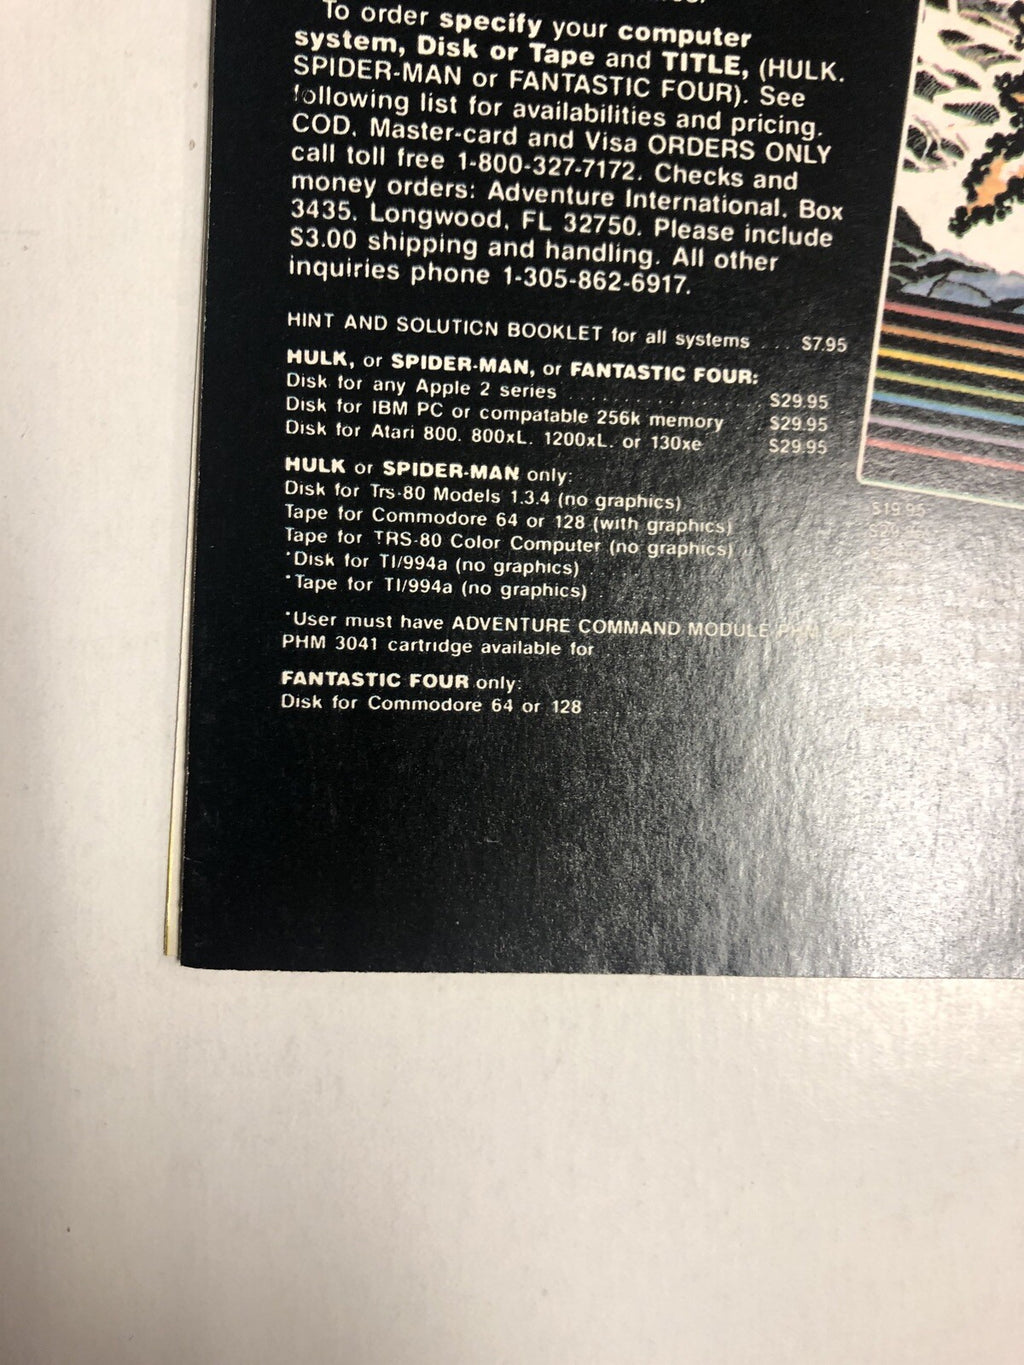 To order specify your computer
system, Disk or Tape and TITLE, (HULK.
SPIDER-MAN or FANTASTIC FOUR). See
following list for availabilities and pricing.
COD. Master-card and Visa ORDERS ONLY
call toll free 1-800-327-7172. Checks and
money orders: Adventure International. Box
3435. Longwood, FL 32750. Please include
$3.00 shipping and handling. All other
inquiries phone 1-305-862-6917.
HINT AND SOLUTION BOOKLET for all systems ... $7.95
HULK, or SPIDER-MAN, or FANTASTIC FOUR:
Disk for any Apple 2 series ................ $29.95
Disk for IBM PC or compatable 256k memory .. $29.95
Disk for Atari 800. 800xL. 1200xL. or 130xe $29.95
HULK or SPIDER-MAN only:
Disk for Trs-80 Models 1.3.4 (no graphics) $19.95
Tape for Commodore 64 or 128 (with graphics)
Tape for TRS-80 Color Computer (no graphics)
*Disk for TI/994a (no graphics)
*Tape for TI/994a (no graphics)
*User must have ADVENTURE COMMAND MODULE
PHM 3041 cartridge available for
FANTASTIC FOUR only:
Disk for Commodore 64 or 128